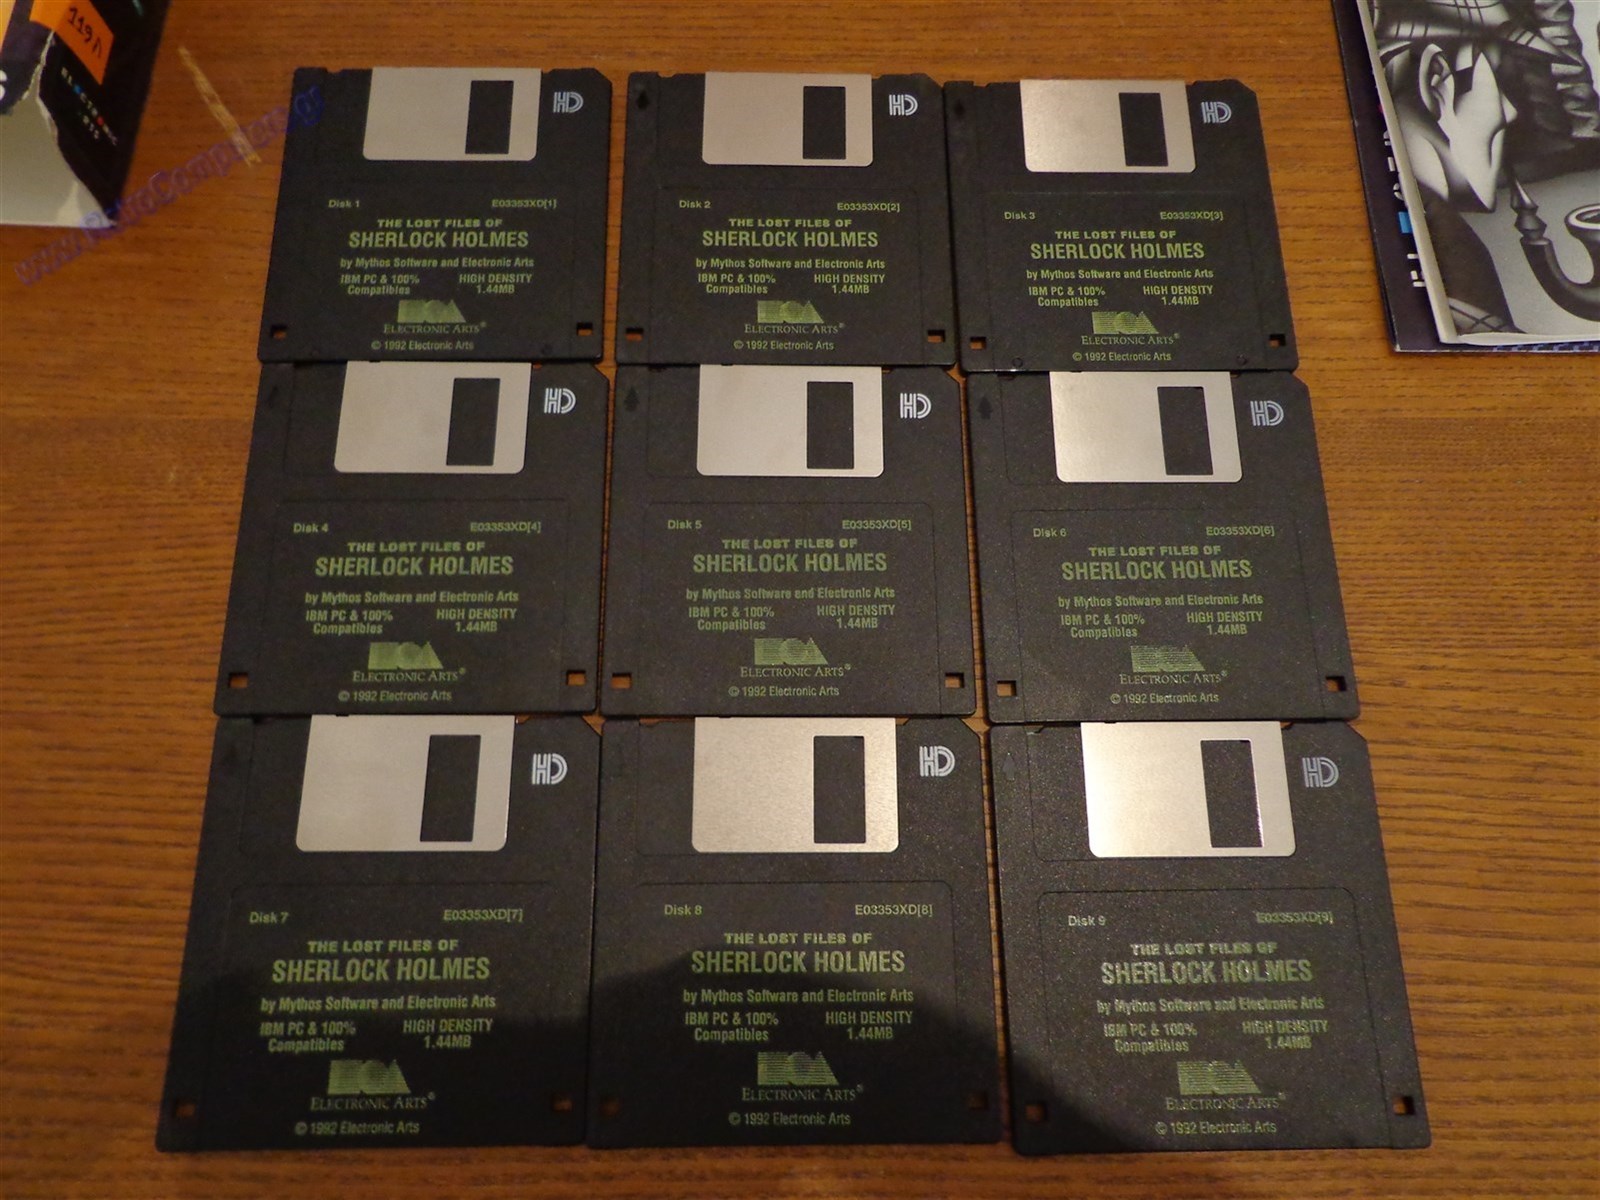 119A
ELECTRONIC
ARTS
www.RetroComputers.gr
HD
Disk 1 E03353XD[1]
THE LOST FILES OF
SHERLOCK HOLMES
by Mythos Software and Electronic Arts
IBM PC & 100% HIGH DENSITY
Compatibles 1.44MB
ELECTRONIC ARTS®
© 1992 Electronic Arts
HD
Disk 2 E03353XD[2]
THE LOST FILES OF
SHERLOCK HOLMES
by Mythos Software and Electronic Arts
IBM PC & 100% HIGH DENSITY
Compatibles 1.44MB
ELECTRONIC ARTS®
© 1992 Electronic Arts
HD
Disk 3 E03353XD[3]
THE LOST FILES OF
SHERLOCK HOLMES
by Mythos Software and Electronic Arts
IBM PC & 100% HIGH DENSITY
Compatibles 1.44MB
ELECTRONIC ARTS®
© 1992 Electronic Arts
HD
Disk 4 E03353XD[4]
THE LOST FILES OF
SHERLOCK HOLMES
by Mythos Software and Electronic Arts
IBM PC & 100% HIGH DENSITY
Compatibles 1.44MB
ELECTRONIC ARTS®
© 1992 Electronic Arts
HD
Disk 5 E03353XD[5]
THE LOST FILES OF
SHERLOCK HOLMES
by Mythos Software and Electronic Arts
IBM PC & 100% HIGH DENSITY
Compatibles 1.44MB
ELECTRONIC ARTS®
© 1992 Electronic Arts
HD
Disk 6 E03353XD[6]
THE LOST FILES OF
SHERLOCK HOLMES
by Mythos Software and Electronic Arts
IBM PC & 100% HIGH DENSITY
Compatibles 1.44MB
ELECTRONIC ARTS®
© 1992 Electronic Arts
HD
Disk 7 E03353XD[7]
THE LOST FILES OF
SHERLOCK HOLMES
by Mythos Software and Electronic Arts
IBM PC & 100% HIGH DENSITY
Compatibles 1.44MB
ELECTRONIC ARTS®
© 1992 Electronic Arts
HD
Disk 8 E03353XD[8]
THE LOST FILES OF
SHERLOCK HOLMES
by Mythos Software and Electronic Arts
IBM PC & 100% HIGH DENSITY
Compatibles 1.44MB
ELECTRONIC ARTS®
© 1992 Electronic Arts
HD
Disk 9 E03353XD[9]
THE LOST FILES OF
SHERLOCK HOLMES
by Mythos Software and Electronic Arts
IBM PC & 100% HIGH DENSITY
Compatibles 1.44MB
ELECTRONIC ARTS®
© 1992 Electronic Arts